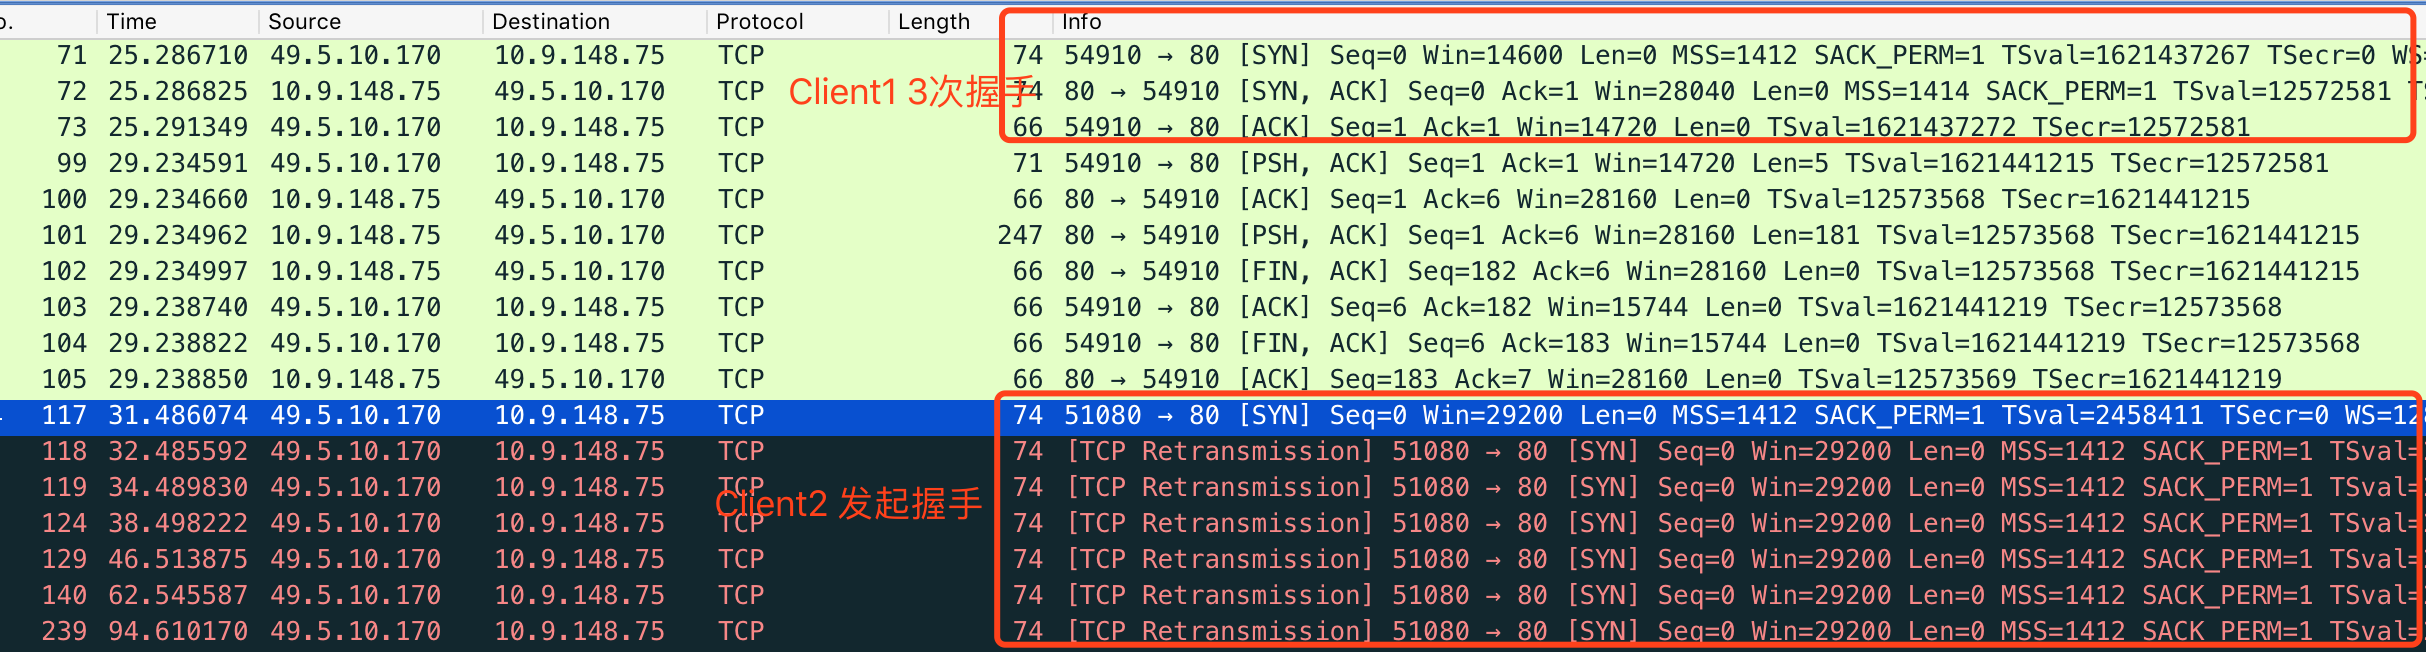 o. Time Source Destination Protocol Length Info
71 25.286710 49.5.10.170 10.9.148.75 TCP 74 54910 → 80 [SYN] Seq=0 Win=14600 Len=0 MSS=1412 SACK_PERM=1 TSval=1621437267 TSecr=0 WS=
Client1 3次握手
72 25.286825 10.9.148.75 49.5.10.170 TCP 74 80 → 54910 [SYN, ACK] Seq=0 Ack=1 Win=28040 Len=0 MSS=1414 SACK_PERM=1 TSval=12572581 TS
73 25.291349 49.5.10.170 10.9.148.75 TCP 66 54910 → 80 [ACK] Seq=1 Ack=1 Win=14720 Len=0 TSval=1621437272 TSecr=12572581
99 29.234591 49.5.10.170 10.9.148.75 TCP 71 54910 → 80 [PSH, ACK] Seq=1 Ack=1 Win=14720 Len=5 TSval=1621441215 TSecr=12572581
100 29.234660 10.9.148.75 49.5.10.170 TCP 66 80 → 54910 [ACK] Seq=1 Ack=6 Win=28160 Len=0 TSval=12573568 TSecr=1621441215
101 29.234962 10.9.148.75 49.5.10.170 TCP 247 80 → 54910 [PSH, ACK] Seq=1 Ack=6 Win=28160 Len=181 TSval=12573568 TSecr=1621441215
102 29.234997 10.9.148.75 49.5.10.170 TCP 66 80 → 54910 [FIN, ACK] Seq=182 Ack=6 Win=28160 Len=0 TSval=12573568 TSecr=1621441215
103 29.238740 49.5.10.170 10.9.148.75 TCP 66 54910 → 80 [ACK] Seq=6 Ack=182 Win=15744 Len=0 TSval=1621441219 TSecr=12573568
104 29.238822 49.5.10.170 10.9.148.75 TCP 66 54910 → 80 [FIN, ACK] Seq=6 Ack=183 Win=15744 Len=0 TSval=1621441219 TSecr=12573568
105 29.238850 10.9.148.75 49.5.10.170 TCP 66 80 → 54910 [ACK] Seq=183 Ack=7 Win=28160 Len=0 TSval=12573569 TSecr=1621441219
117 31.486074 49.5.10.170 10.9.148.75 TCP 74 51080 → 80 [SYN] Seq=0 Win=29200 Len=0 MSS=1412 SACK_PERM=1 TSval=2458411 TSecr=0 WS=128
118 32.485592 49.5.10.170 10.9.148.75 TCP 74 [TCP Retransmission] 51080 → 80 [SYN] Seq=0 Win=29200 Len=0 MSS=1412 SACK_PERM=1 TSval=
119 34.489830 49.5.10.170 10.9.148.75 TCP 74 [TCP Retransmission] 51080 → 80 [SYN] Seq=0 Win=29200 Len=0 MSS=1412 SACK_PERM=1 TSval=
Client2 发起握手
124 38.498222 49.5.10.170 10.9.148.75 TCP 74 [TCP Retransmission] 51080 → 80 [SYN] Seq=0 Win=29200 Len=0 MSS=1412 SACK_PERM=1 TSval=
129 46.513875 49.5.10.170 10.9.148.75 TCP 74 [TCP Retransmission] 51080 → 80 [SYN] Seq=0 Win=29200 Len=0 MSS=1412 SACK_PERM=1 TSval=
140 62.545587 49.5.10.170 10.9.148.75 TCP 74 [TCP Retransmission] 51080 → 80 [SYN] Seq=0 Win=29200 Len=0 MSS=1412 SACK_PERM=1 TSval=
239 94.610170 49.5.10.170 10.9.148.75 TCP 74 [TCP Retransmission] 51080 → 80 [SYN] Seq=0 Win=29200 Len=0 MSS=1412 SACK_PERM=1 TSval=